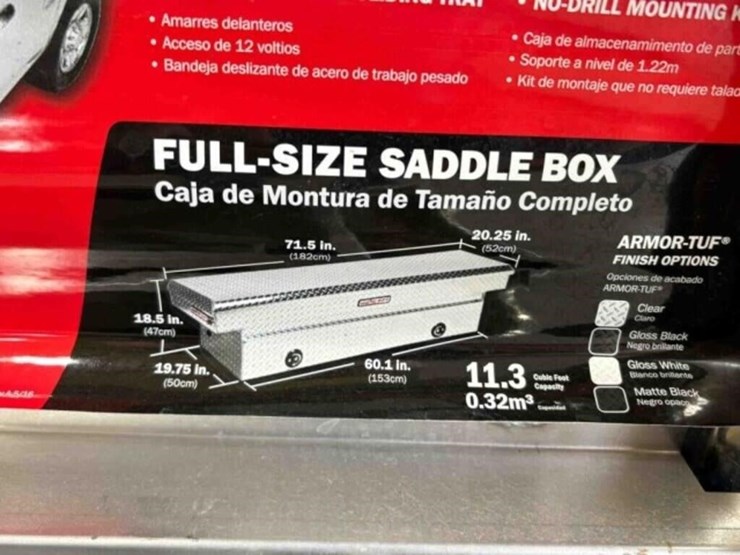 • Amarres delanteros
• Acceso de 12 voltios
• Bandeja deslizante de acero de trabajo pesado
• NO-DRILL MOUNTING
• Caja de almacenamiento de
• Soporte a nivel de 1.22m
• Kit de montaje que no requiere
FULL-SIZE SADDLE BOX
Caja de Montura de Tamaño Completo
71.5 in.
(182cm)
20.25 in.
(52cm)
18.5 in.
(47cm)
19.75 in.
(50cm)
60.1 in.
(153cm)
11.3 Cubic Feet Capacity
0.32m³ Capacidad
ARMOR-TUF®
FINISH OPTIONS
Opciones de acabado
ARMOR-TUF®
Clear
Claro
Gloss Black
Negro brillante
Gloss White
Blanco brillante
Matte Black
Negro opaco